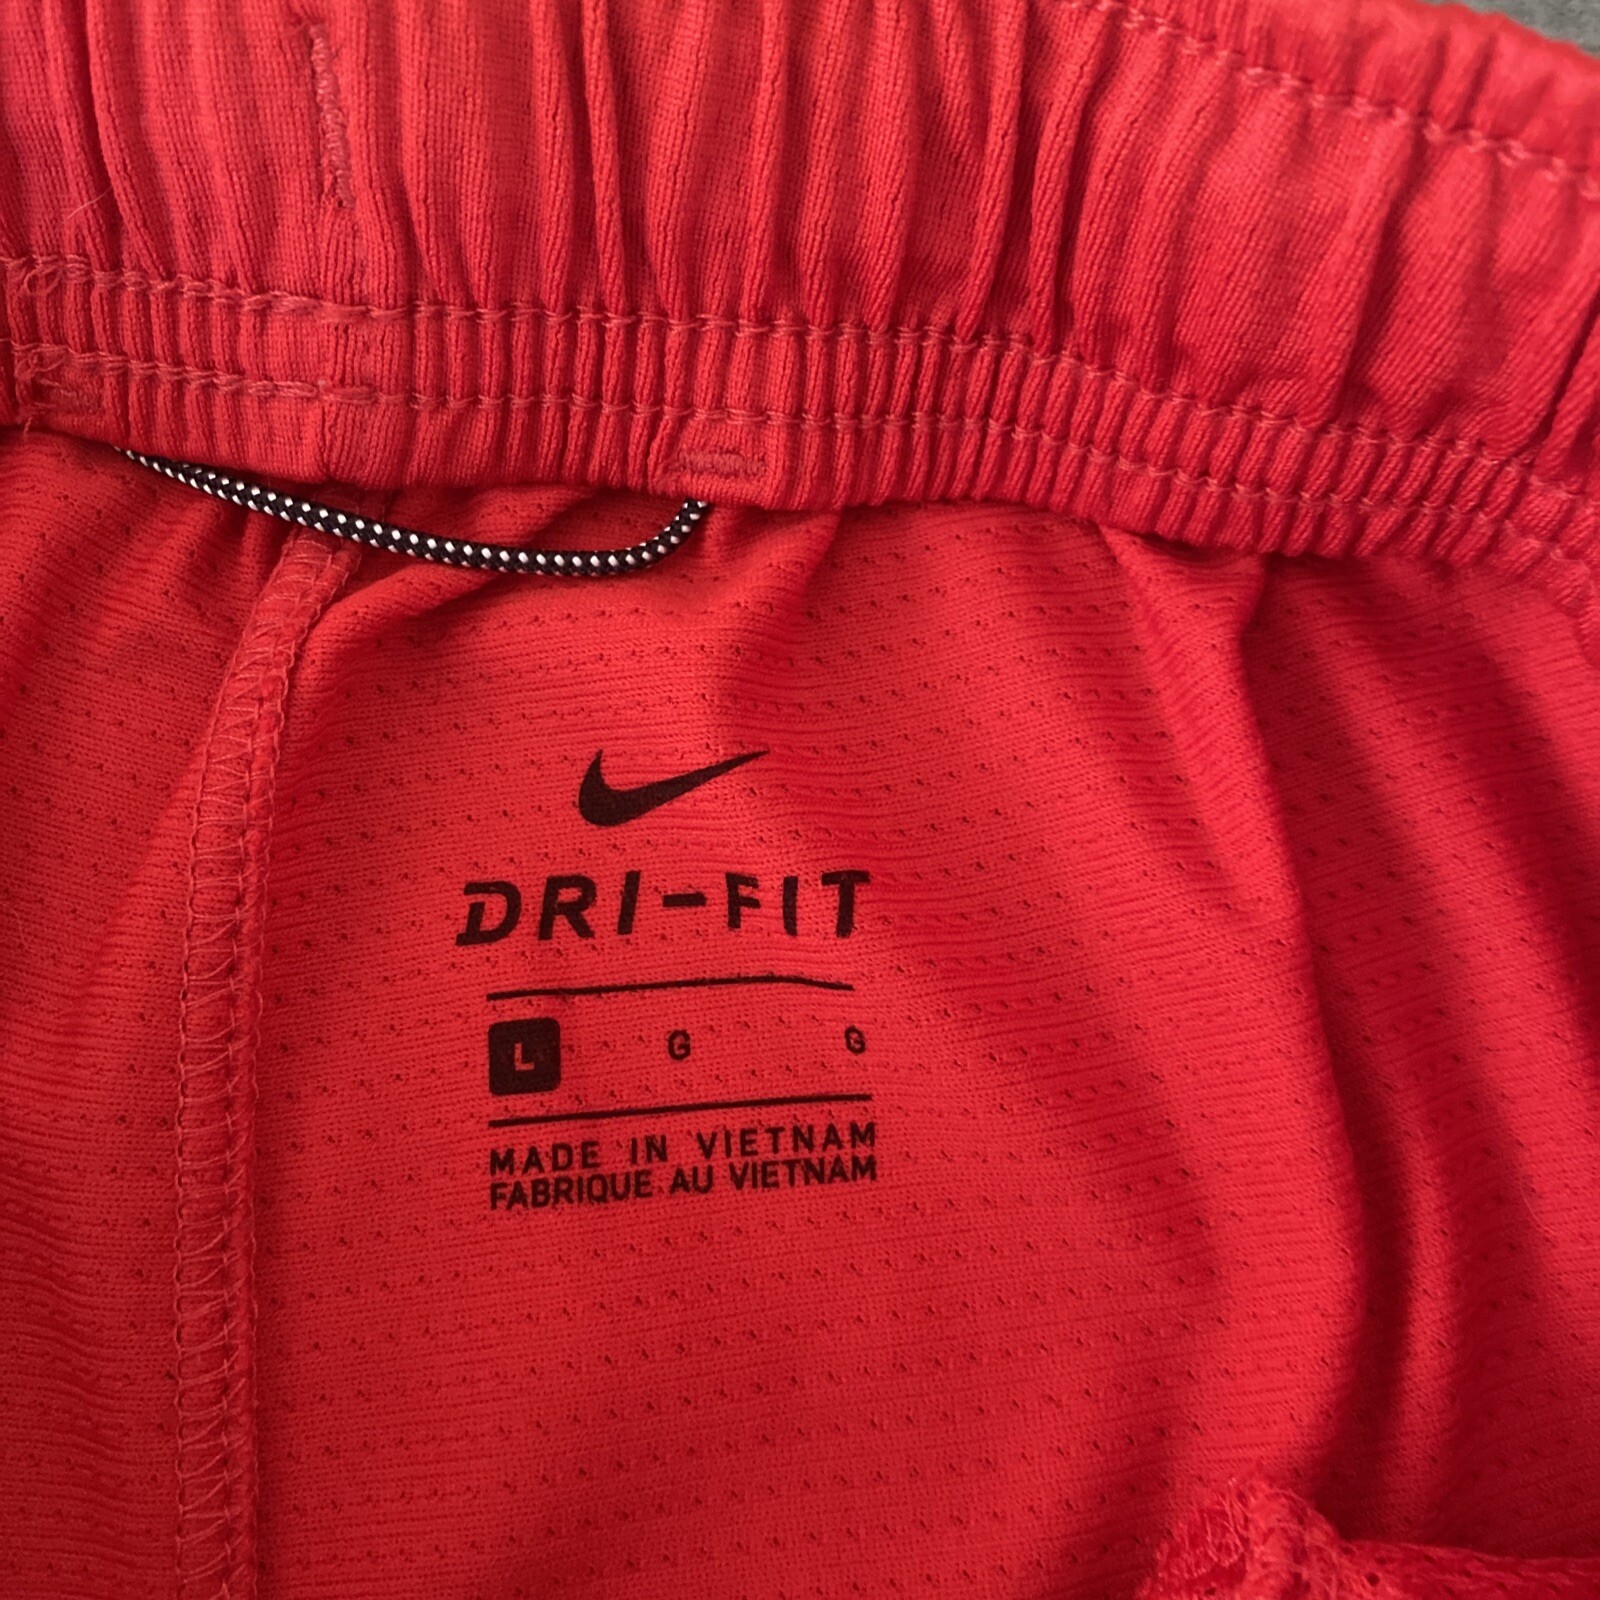 DRI-FIT
L G G
MADE IN VIETNAM
FABRIQUE AU VIETNAM